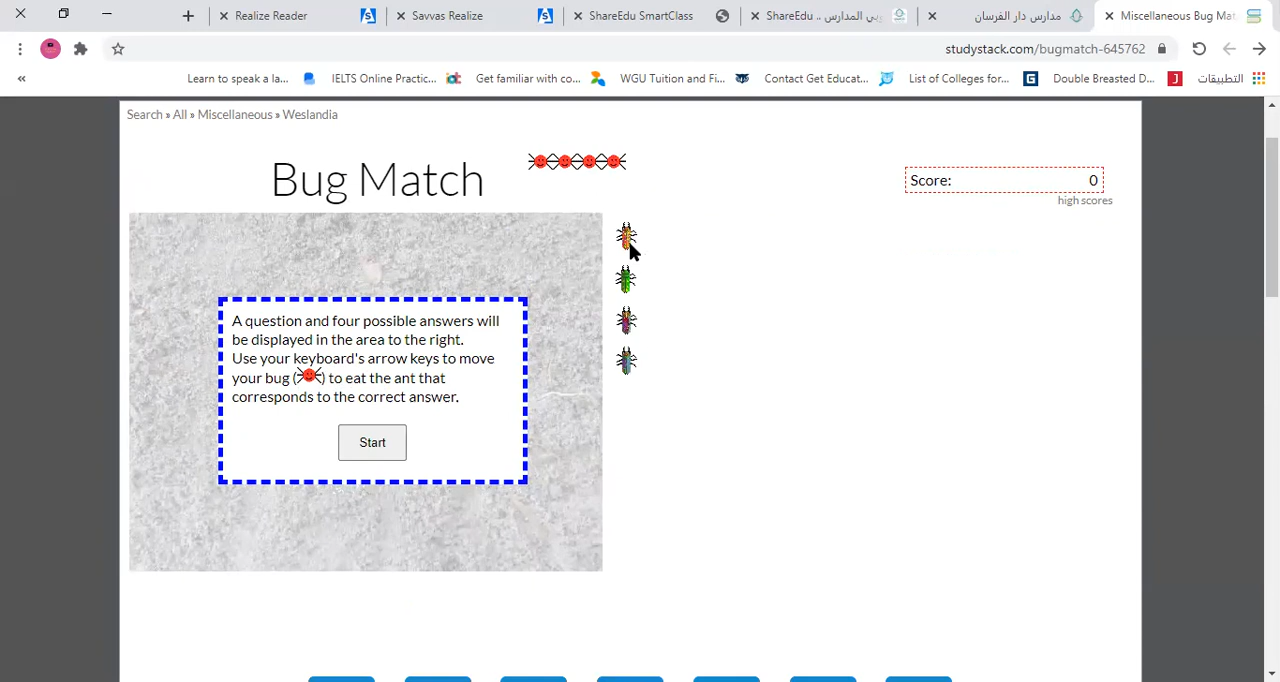 Realize Reader
Savvas Realize
ShareEdu SmartClass
ShareEdu .. بي المدارس
مدارس دار الفرسان
Miscellaneous Bug Mat
studystack.com/bugmatch-645762
Learn to speak a la...
IELTS Online Practic...
Get familiar with co...
WGU Tuition and Fi...
Contact Get Educat...
List of Colleges for...
Double Breasted D...
التطبيقات
Search » All » Miscellaneous » Weslandia
Bug Match
Score: 0
high scores
A question and four possible answers will
be displayed in the area to the right.
Use your keyboard's arrow keys to move
your bug ( ) to eat the ant that
corresponds to the correct answer.
Start